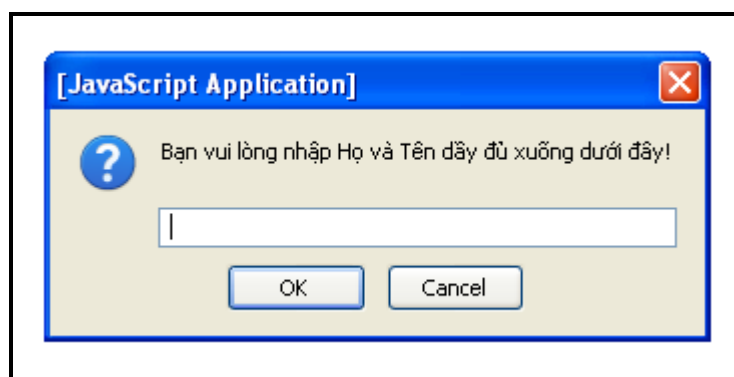 [JavaScript Application]
Bạn vui lòng nhập Họ và Tên dầy đủ xuống dưới đây!
OK
Cancel